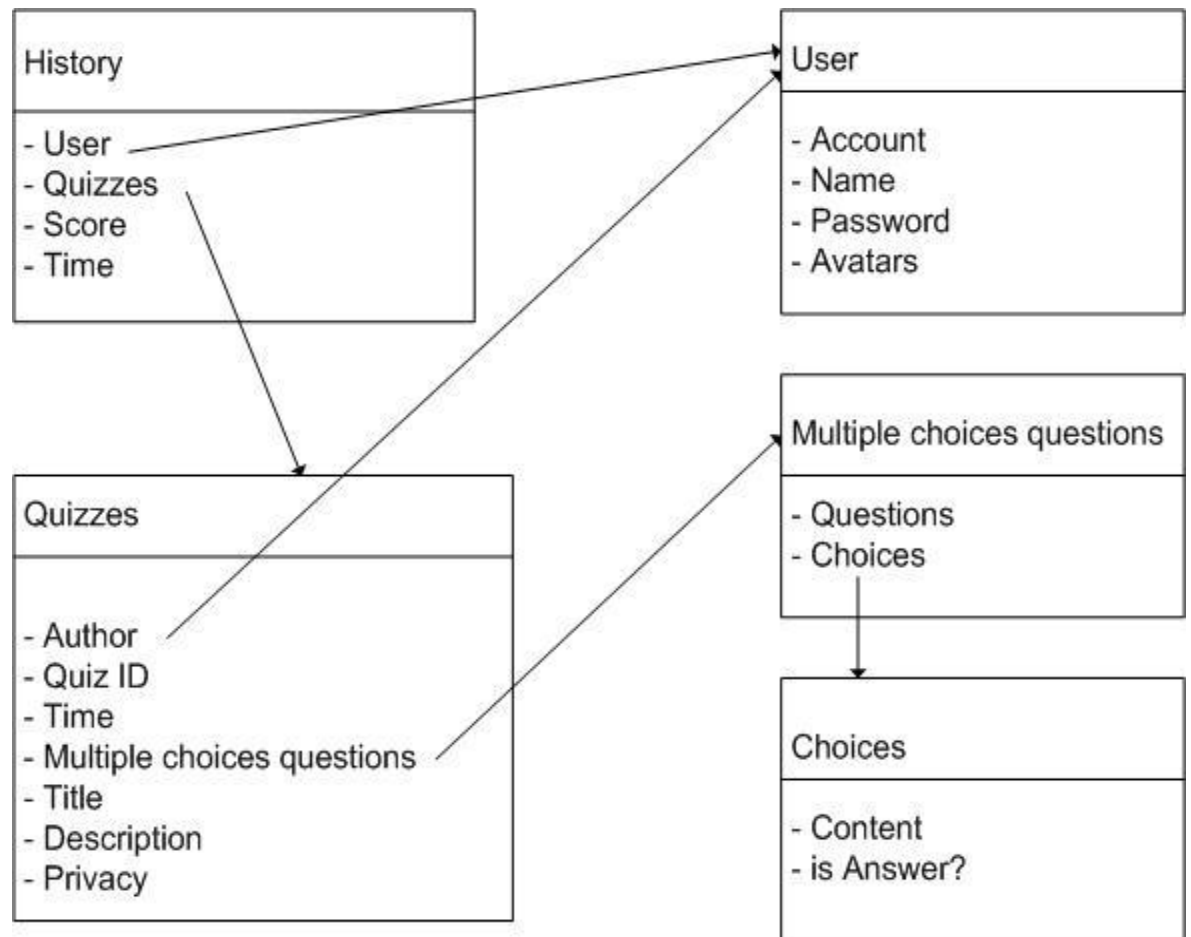 History
- User
- Quizzes
- Score
- Time
User
- Account
- Name
- Password
- Avatars
Quizzes
- Author
- Quiz ID
- Time
- Multiple choices questions
- Title
- Description
- Privacy
Multiple choices questions
- Questions
- Choices
Choices
- Content
- is Answer?